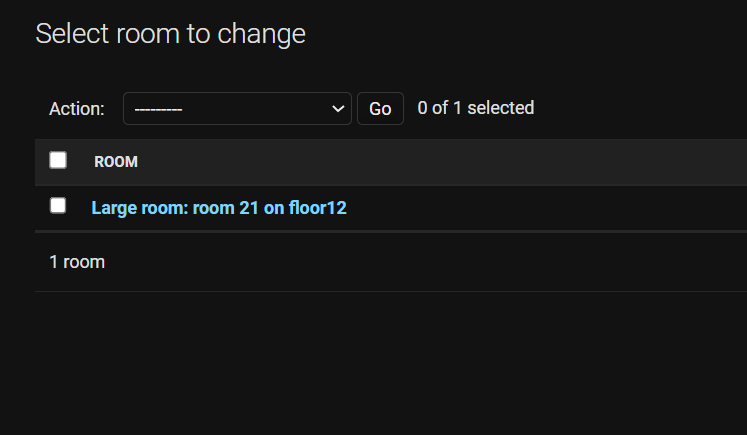 Select room to change
Action: --------- Go 0 of 1 selected
ROOM
Large room: room 21 on floor12
1 room